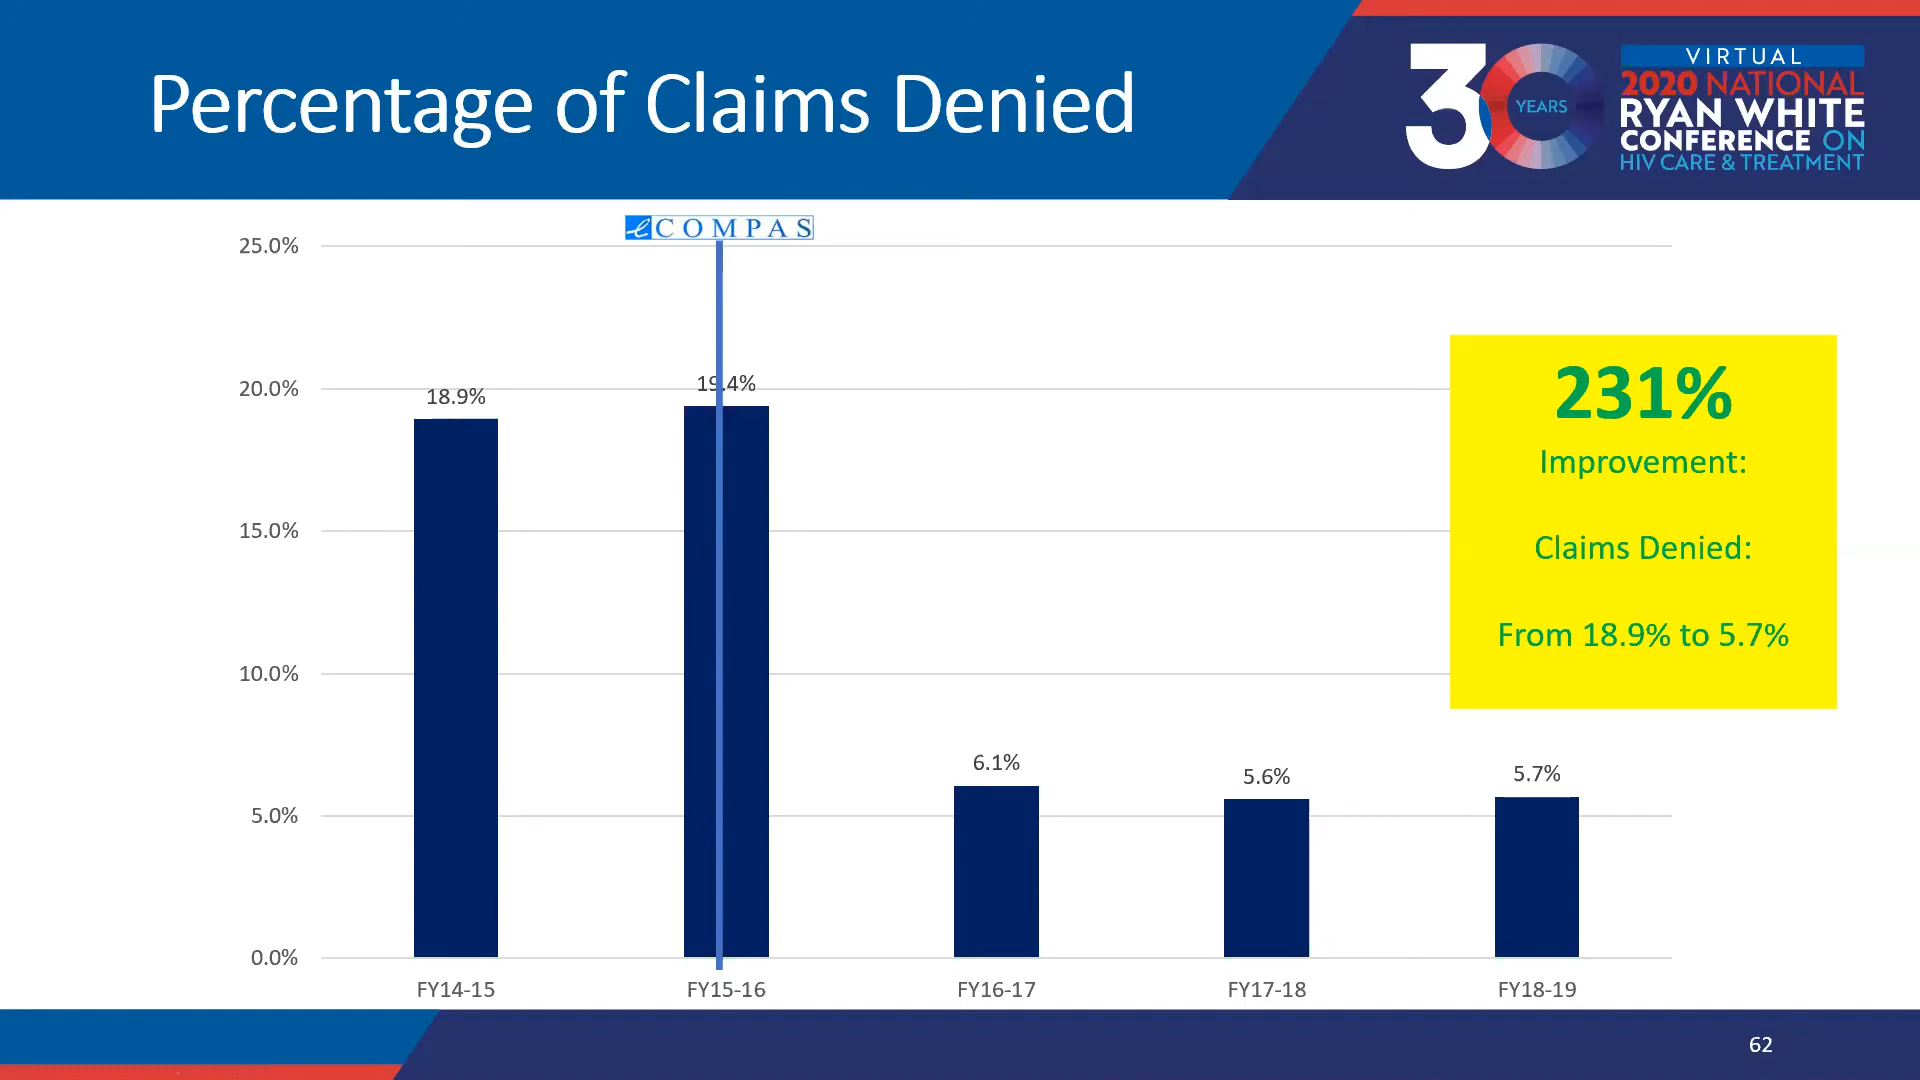 Percentage of Claims Denied
30
YEARS
VIRTUAL
2020 NATIONAL
RYAN WHITE
CONFERENCE ON
HIV CARE & TREATMENT
eCOMPAS
25.0%
20.0%
15.0%
10.0%
5.0%
0.0%
18.9%
19.4%
6.1%
5.6%
5.7%
FY14-15
FY15-16
FY16-17
FY17-18
FY18-19
231%
Improvement:
Claims Denied:
From 18.9% to 5.7%
62